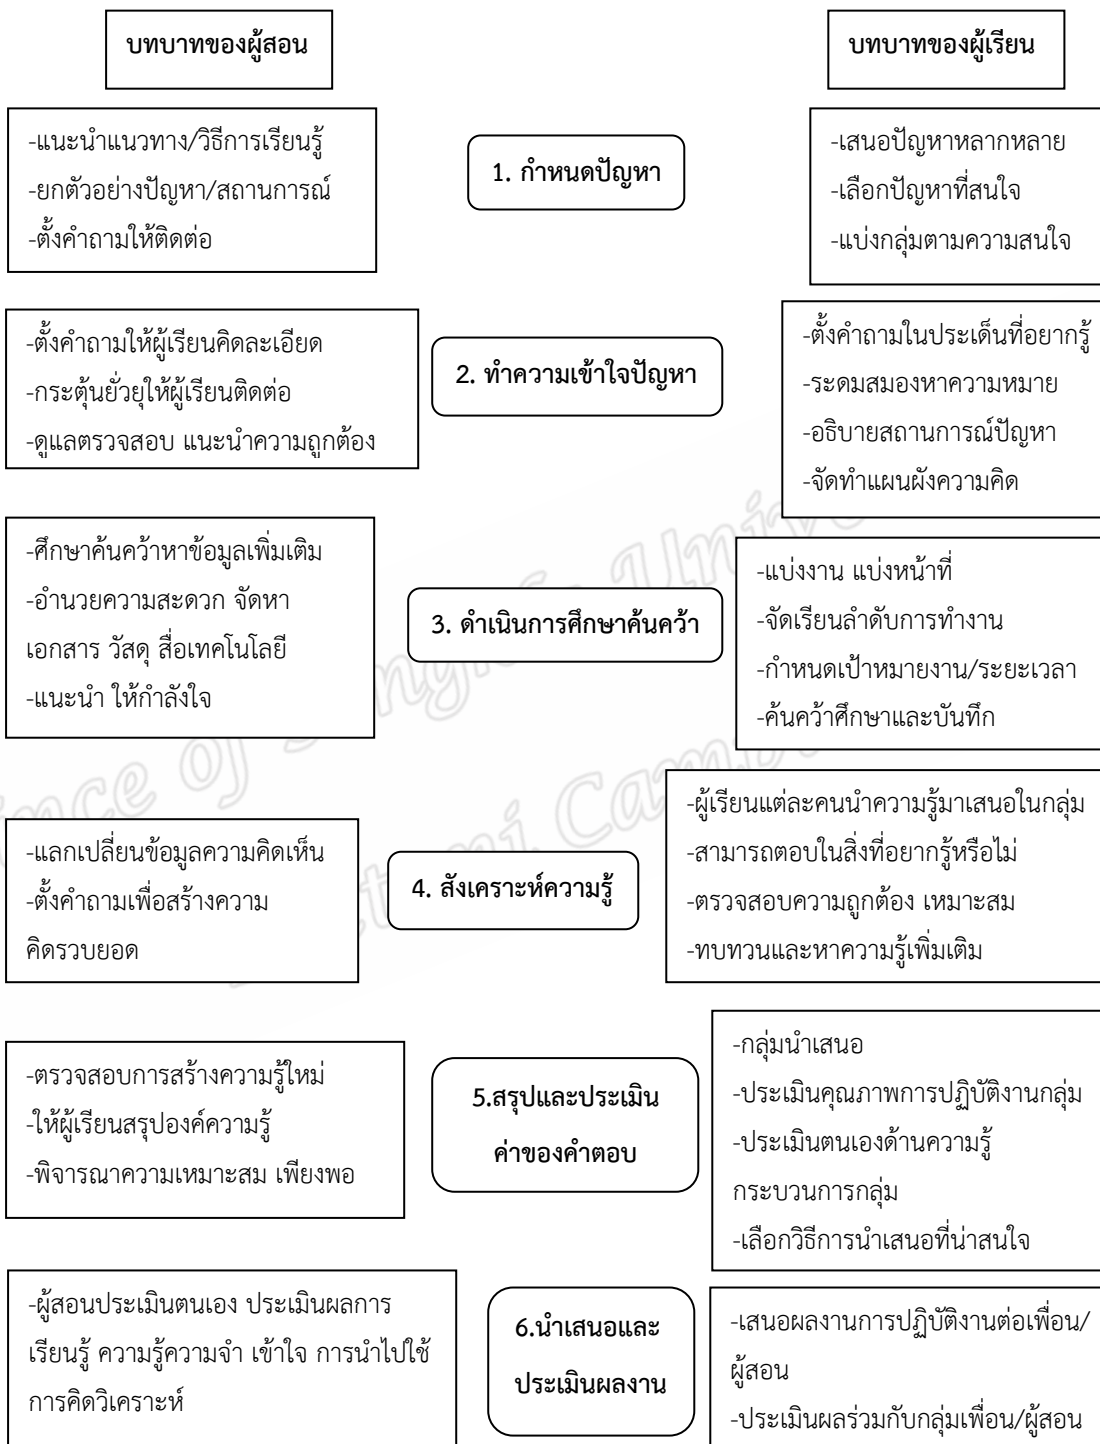 บทบาทของผู้สอน
บทบาทของผู้เรียน
-แนะนำแนวทาง/วิธีการเรียนรู้
-ยกตัวอย่างปัญหา/สถานการณ์
-ตั้งคำถามให้ติดต่อ
1. กำหนดปัญหา
-เสนอปัญหาหลากหลาย
-เลือกปัญหาที่สนใจ
-แบ่งกลุ่มตามความสนใจ
-ตั้งคำถามให้ผู้เรียนคิดละเอียด
-กระตุ้นยั่วยุให้ผู้เรียนติดต่อ
-ดูแลตรวจสอบ แนะนำความถูกต้อง
2. ทำความเข้าใจปัญหา
-ตั้งคำถามในประเด็นที่อยากรู้
-ระดมสมองหาความหมาย
-อธิบายสถานการณ์ปัญหา
-จัดทำแผนผังความคิด
-ศึกษาค้นคว้าหาข้อมูลเพิ่มเติม
-อำนวยความสะดวก จัดหา
เอกสาร วัสดุ สื่อเทคโนโลยี
-แนะนำ ให้กำลังใจ
3. ดำเนินการศึกษาค้นคว้า
-แบ่งงาน แบ่งหน้าที่
-จัดเรียนลำดับการทำงาน
-กำหนดเป้าหมายงาน/ระยะเวลา
-ค้นคว้าศึกษาและบันทึก
-แลกเปลี่ยนข้อมูลความคิดเห็น
-ตั้งคำถามเพื่อสร้างความ
คิดรวบยอด
4. สังเคราะห์ความรู้
-ผู้เรียนแต่ละคนนำความรู้มาเสนอในกลุ่ม
-สามารถตอบในสิ่งที่อยากรู้หรือไม่
-ตรวจสอบความถูกต้อง เหมาะสม
-ทบทวนและหาความรู้เพิ่มเติม
-ตรวจสอบการสร้างความรู้ใหม่
-ให้ผู้เรียนสรุปองค์ความรู้
-พิจารณาความเหมาะสม เพียงพอ
5.สรุปและประเมิน
ค่าของคำตอบ
-กลุ่มนำเสนอ
-ประเมินคุณภาพการปฏิบัติงานกลุ่ม
-ประเมินตนเองด้านความรู้
กระบวนการกลุ่ม
-เลือกวิธีการนำเสนอที่น่าสนใจ
-ผู้สอนประเมินตนเอง ประเมินผลการ
เรียนรู้ ความรู้ความจำ เข้าใจ การนำไปใช้
การคิดวิเคราะห์
6.นำเสนอและ
ประเมินผลงาน
-เสนอผลงานการปฏิบัติงานต่อเพื่อน/
ผู้สอน
-ประเมินผลร่วมกับกลุ่มเพื่อน/ผู้สอน